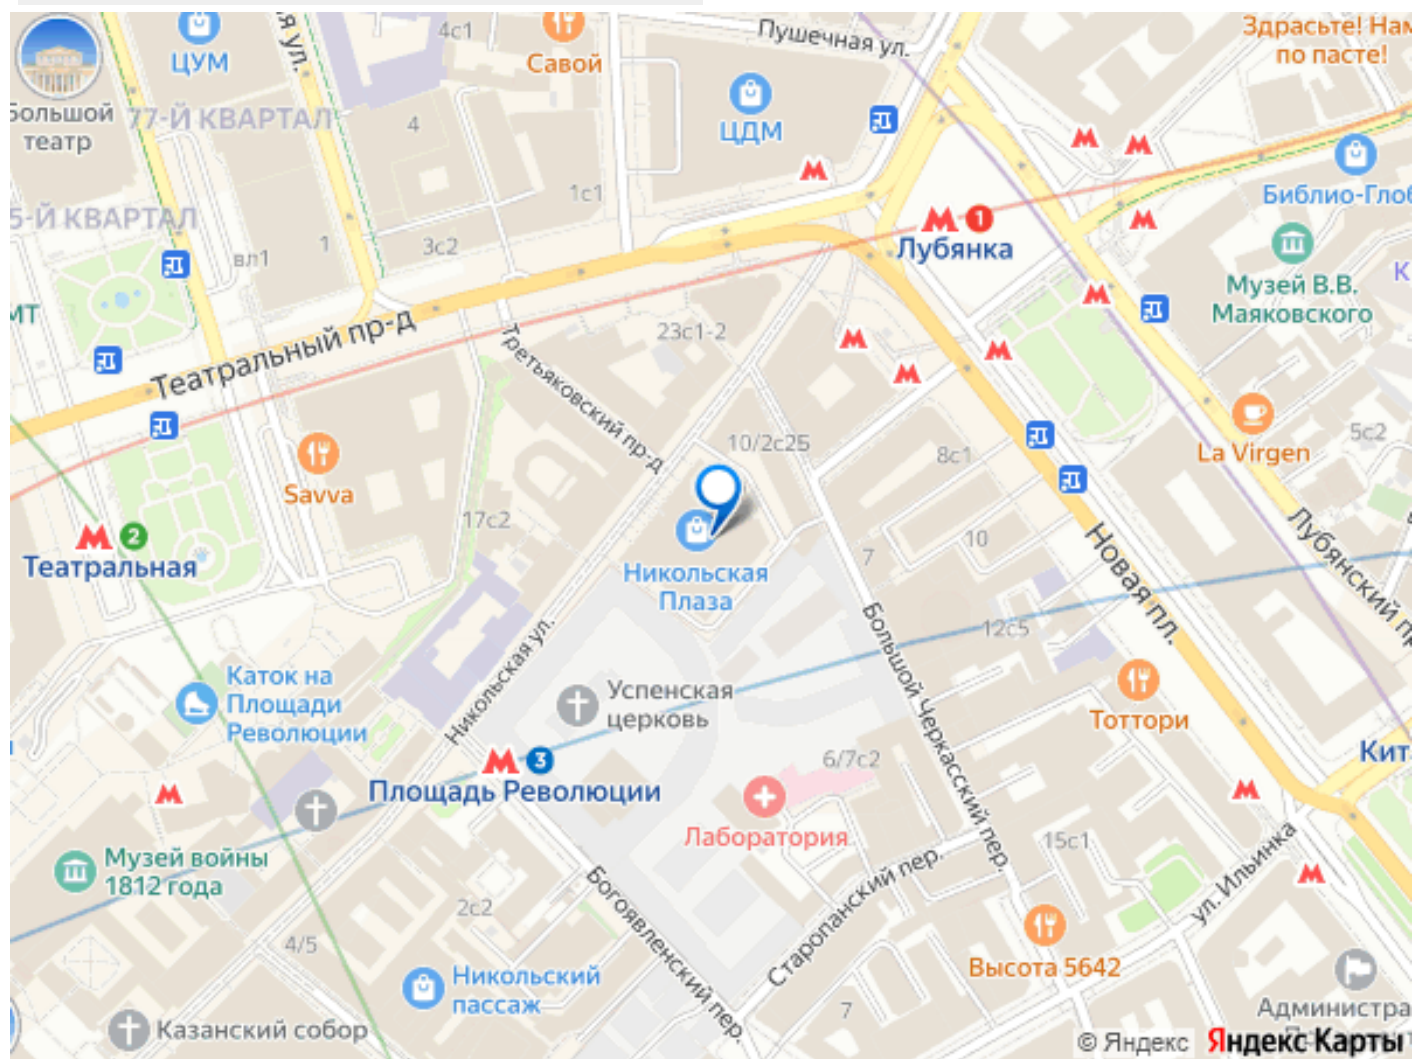 ЦУМ
4с1
Савой
Пушечная ул.
Здрасьте! Нам
по пасте!
Большой
театр
77-Й КВАРТАЛ
4
ЦДМ
Библио-Глоб
5-Й КВАРТАЛ
1с1
1
3с2
вл1
М 1
Лубянка
Музей В.В.
Маяковского
МТ
К
Театральный пр-д
23с1-2
Третьяковский пр-д
10/2с25
8с1
La Virgen
5с2
Savva
17с2
М 2
Театральная
Никольская
Плаза
7
10
Новая пл.
Лубянский пр
Никольская ул.
Большой Черкасский пер.
12с5
Каток на
Площади
Революции
Успенская
церковь
Тоттори
М 3
Площадь Революции
6/7с2
Кит
Лаборатория
15с1
Музей войны
1812 года
2с2
Богоявленский пер.
Старопанский пер.
ул. Ильинка
4/5
Никольский
пассаж
Высота 5642
7
Казанский собор
Администра
© Яндекс Яндекс Карты